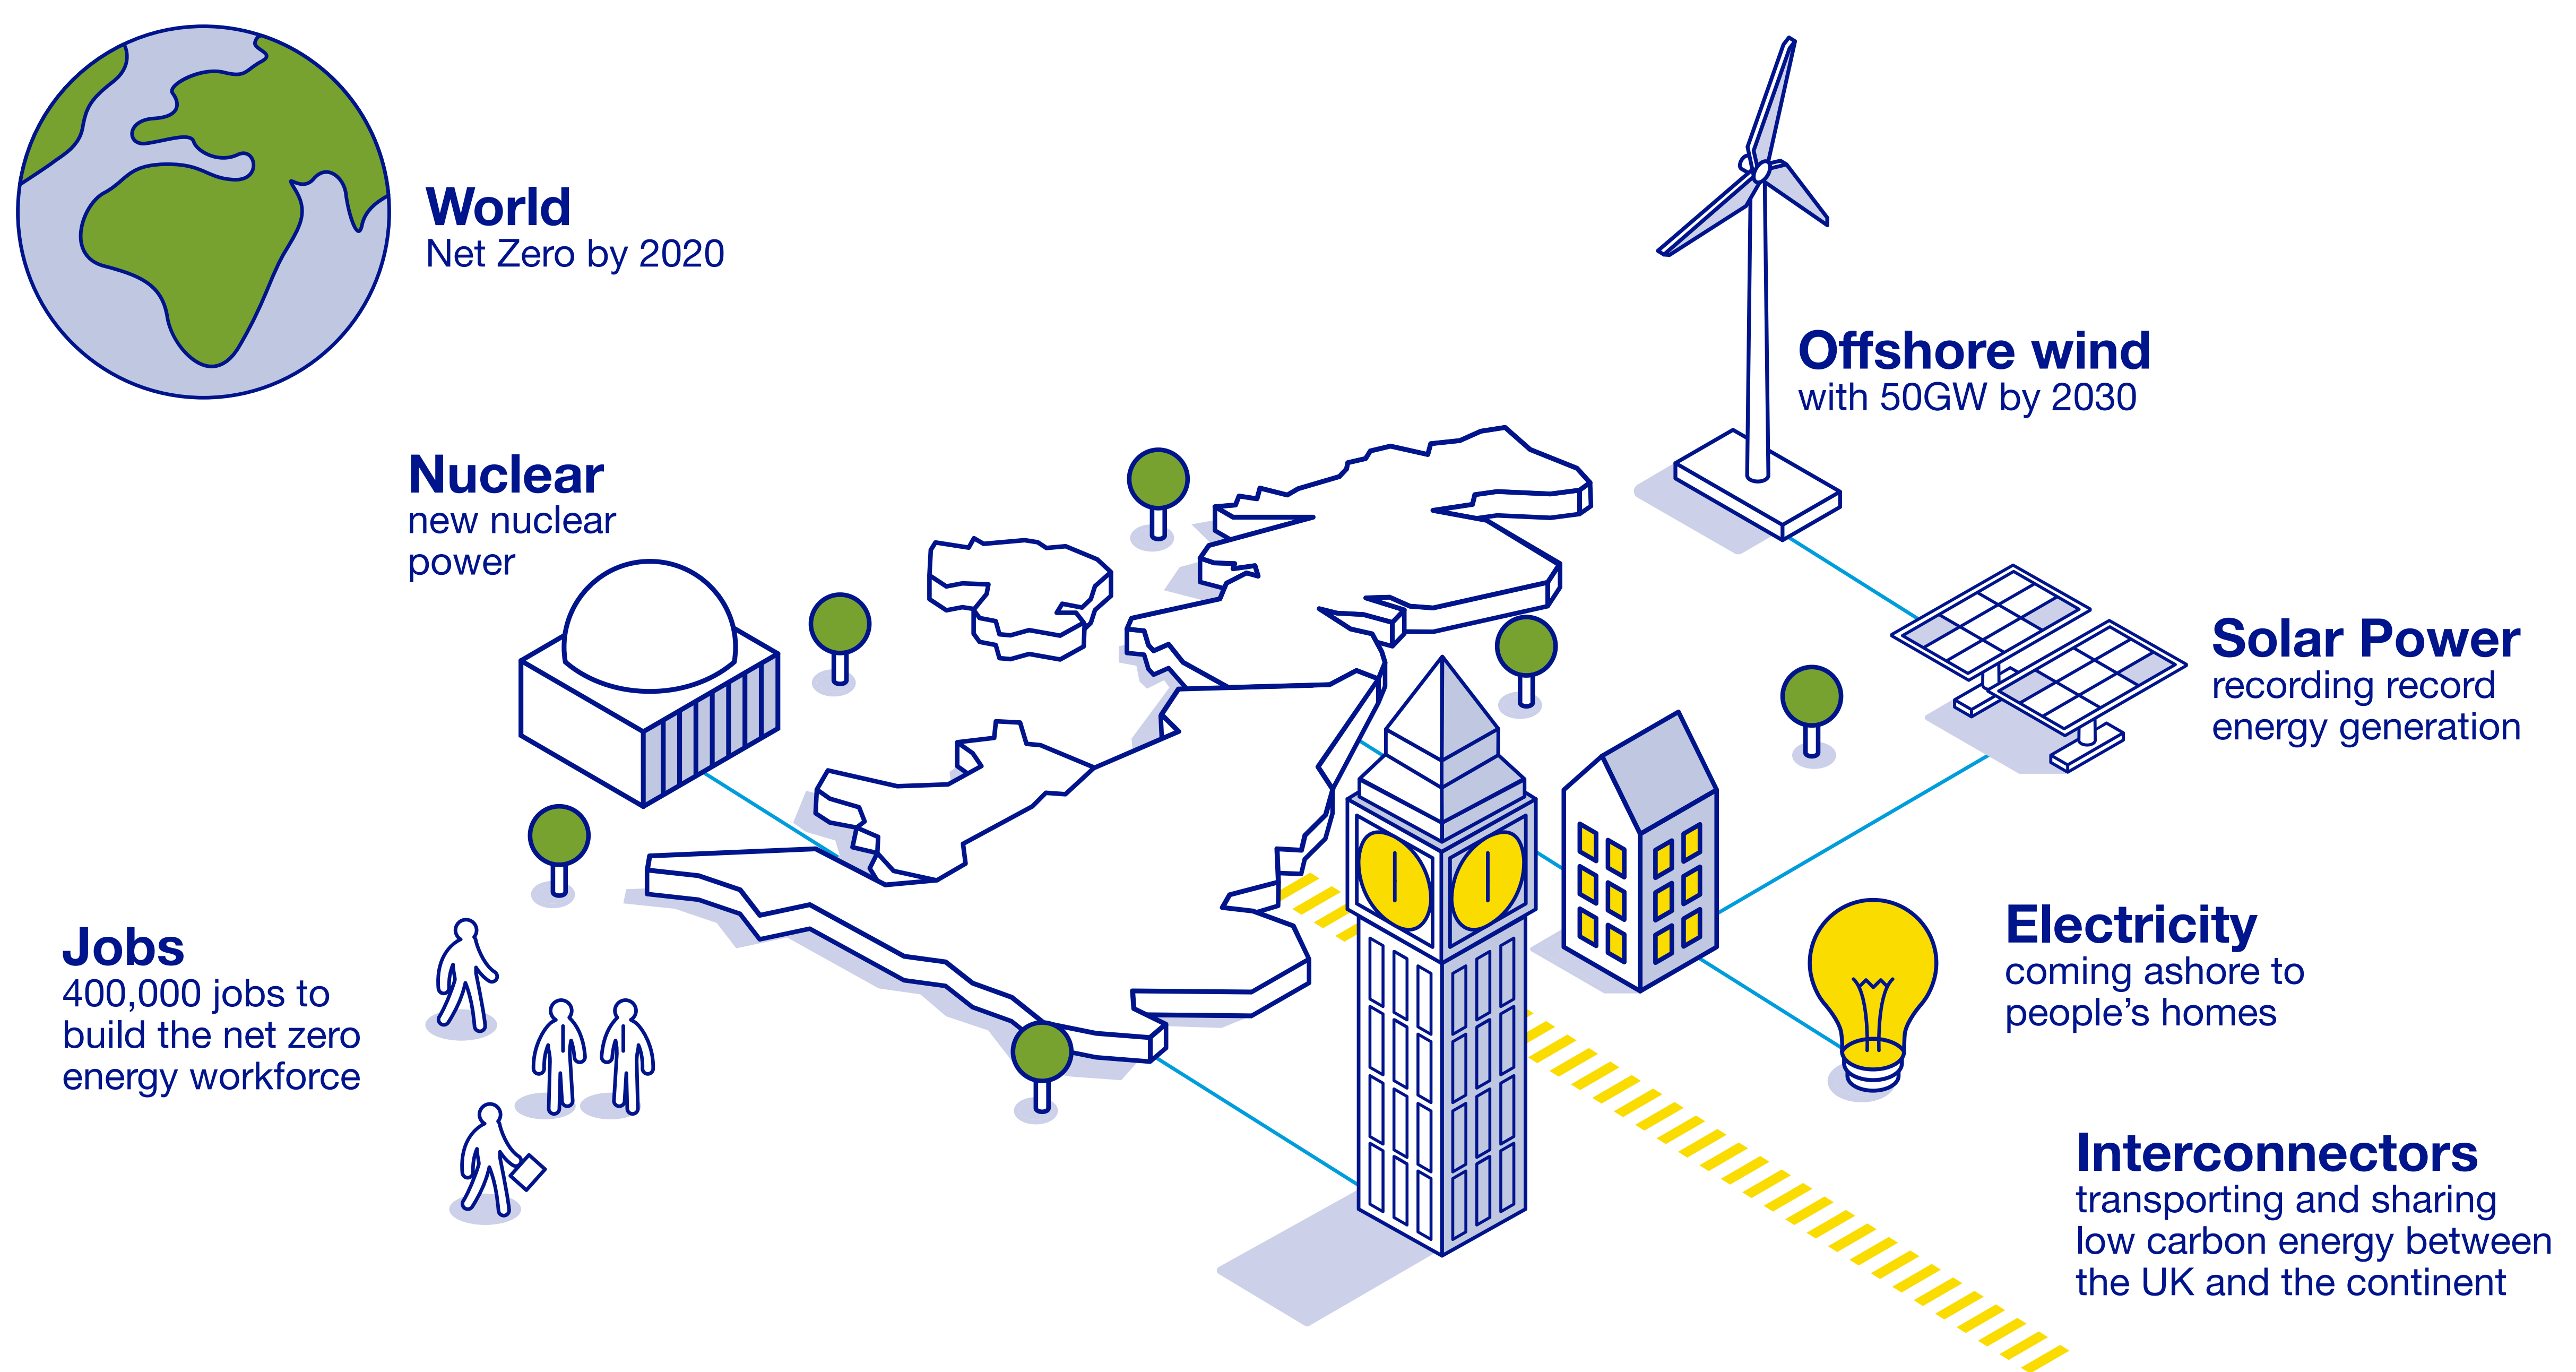 World
Net Zero by 2020
Offshore wind
with 50GW by 2030
Nuclear
new nuclear
power
Solar Power
recording record
energy generation
Jobs
400,000 jobs to
build the net zero
energy workforce
Electricity
coming ashore to
people’s homes
Interconnectors
transporting and sharing
low carbon energy between
the UK and the continent